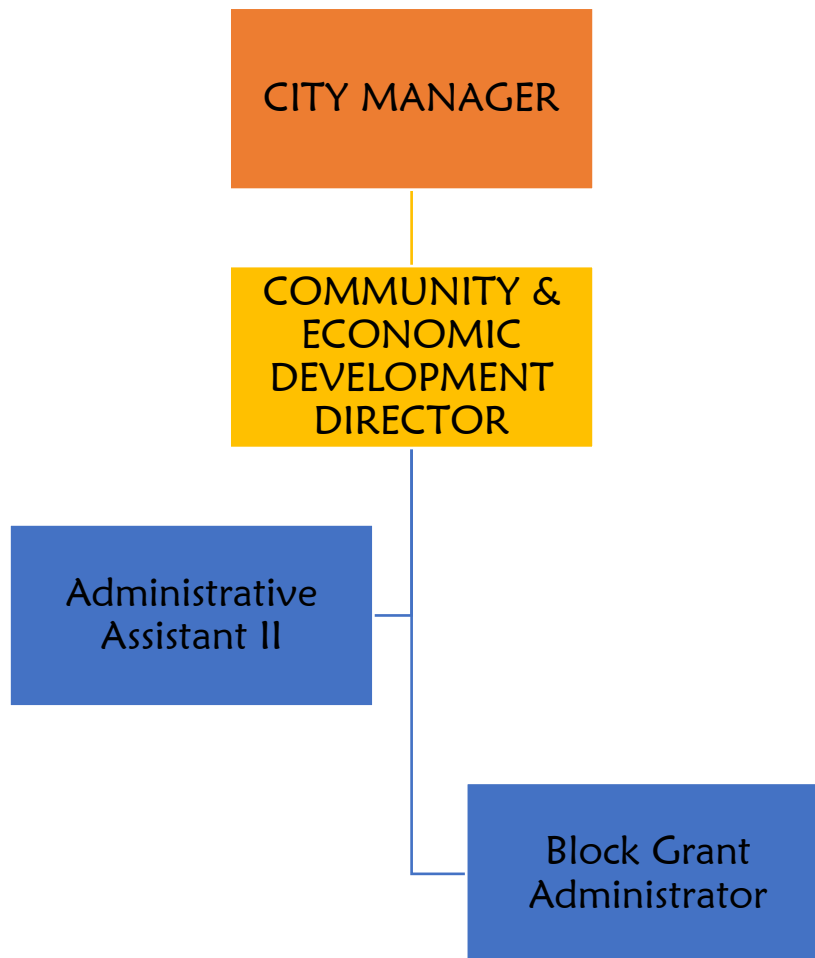 CITY MANAGER
COMMUNITY &
ECONOMIC
DEVELOPMENT
DIRECTOR
Administrative
Assistant II
Block Grant
Administrator